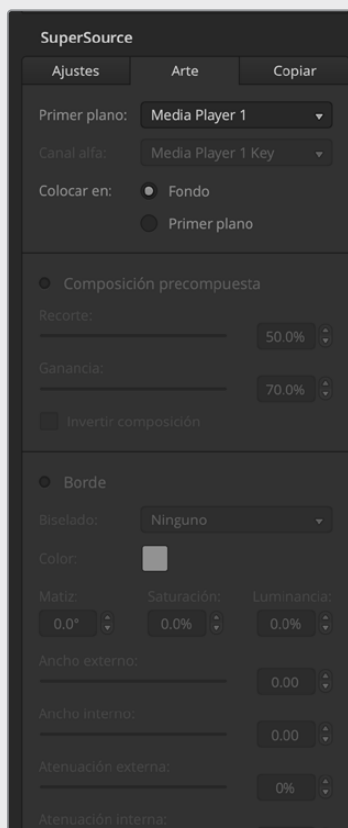 SuperSource
Ajustes Arte Copiar
Primer plano: Media Player 1
Canal alfa: Media Player 1 Key
Colocar en: Fondo
Primer plano
Composición precompuesta
Recorte:
50.0%
Ganancia:
70.0%
Invertir composición
Borde
Biselado: Ninguno
Color:
Matiz: Saturación: Luminancia:
0.0° 0.0% 0.0%
Ancho externo:
0.00
Ancho interno:
0.00
Atenuación externa:
0%
Atenuación interna: